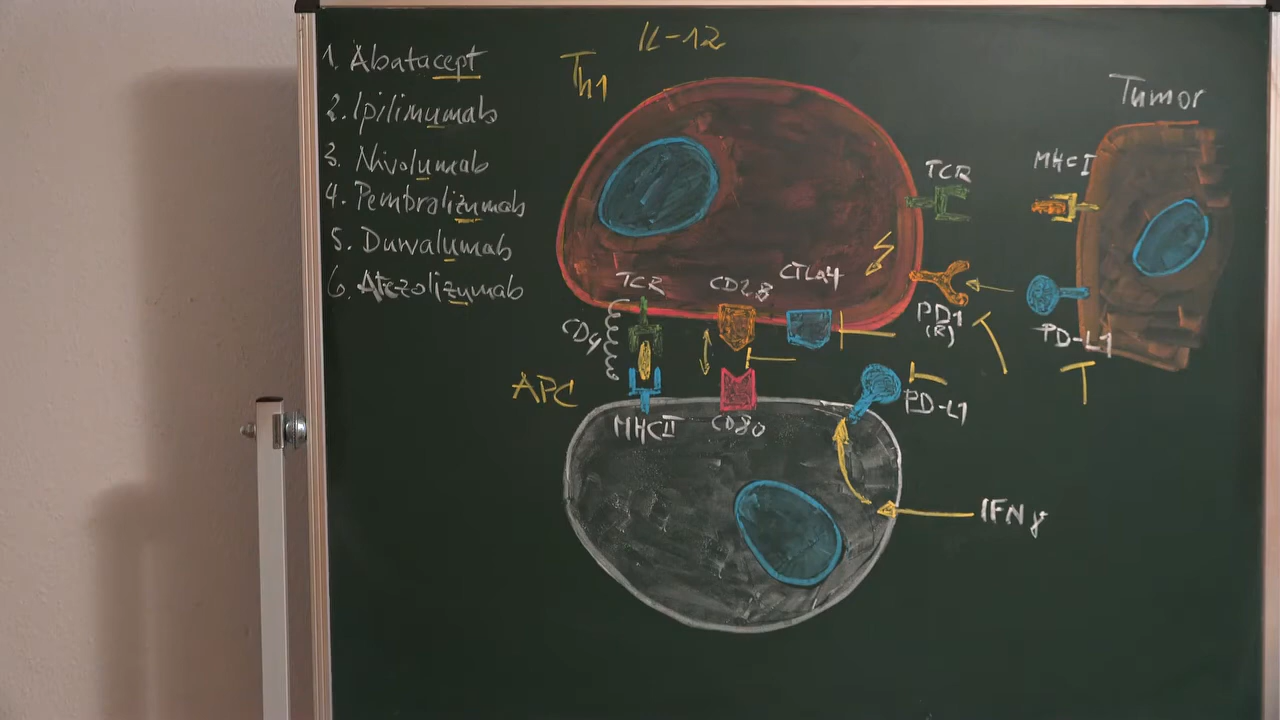 1. Abatacept
2. Ipilimumab
3. Nivolumab
4. Pembrolizumab
5. Durvalumab
6. Atezolizumab
IL-12
Th1
Tumor
TCR
MHC I
TCR
CD28
CTLA4
CD4
PD1
(R)
PD-L1
APC
MHC II
CD80
PD-L1
IFN γ